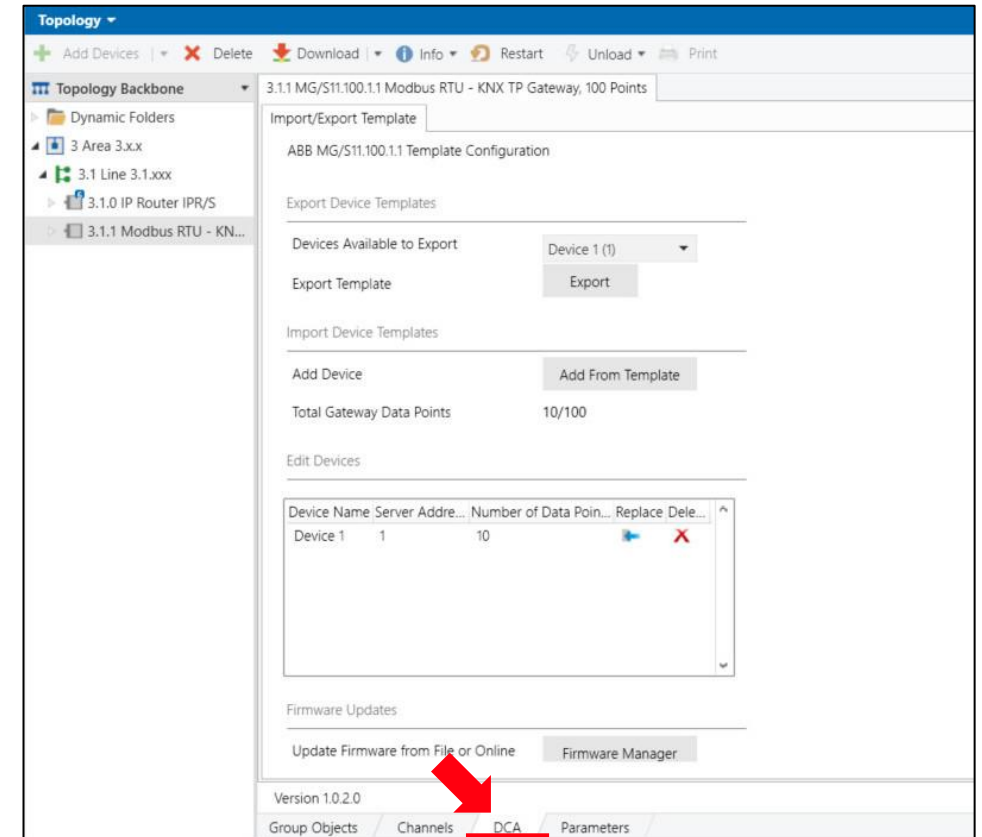 Topology
Add Devices Delete Download Info Restart Unload Print
Topology Backbone
Dynamic Folders
3 Area 3.x.x
3.1 Line 3.1.xxx
3.1.0 IP Router IPR/S
3.1.1 Modbus RTU - KN...
3.1.1 MG/S11.100.1.1 Modbus RTU - KNX TP Gateway, 100 Points
Import/Export Template
ABB MG/S11.100.1.1 Template Configuration
Export Device Templates
Devices Available to Export Device 1 (1)
Export Template Export
Import Device Templates
Add Device Add From Template
Total Gateway Data Points 10/100
Edit Devices
Device Name Server Addre... Number of Data Poin... Replace Dele...
Device 1 1 10
Firmware Updates
Update Firmware from File or Online Firmware Manager
Version 1.0.2.0
Group Objects Channels DCA Parameters